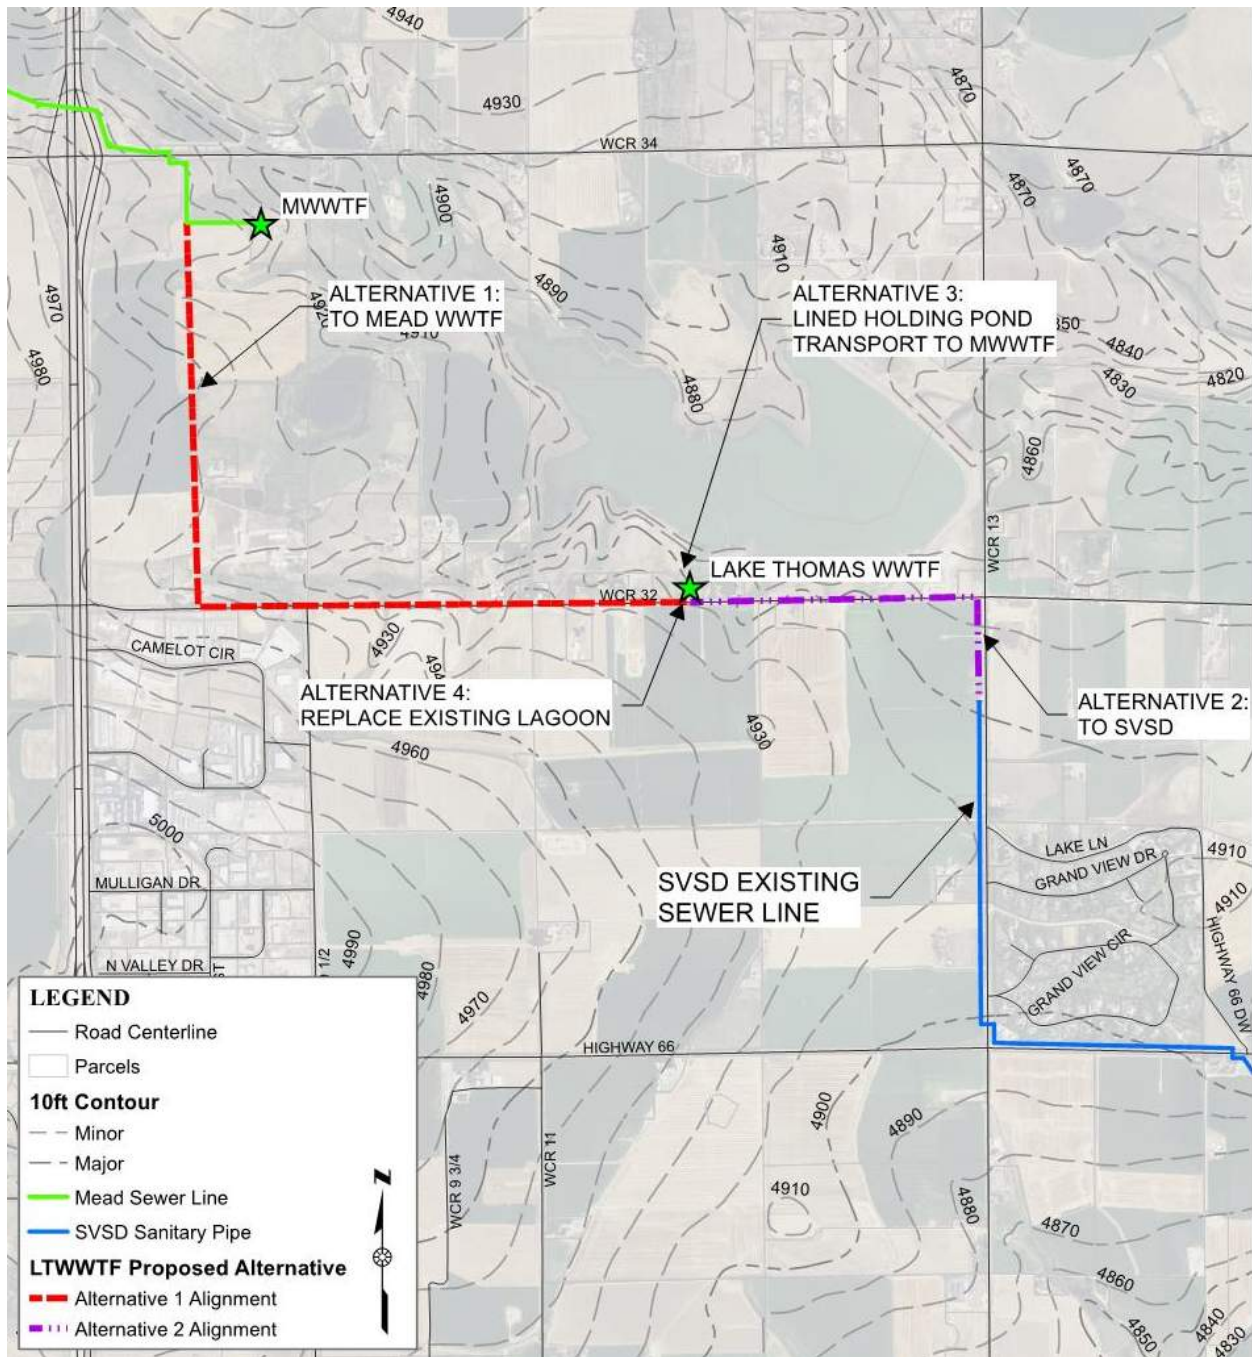 4940
4870
4930
WCR 34
4870
4870
MWWTF
4900
4910
4970
4890
ALTERNATIVE 1:
TO MEAD WWTF
ALTERNATIVE 3:
LINED HOLDING POND
TRANSPORT TO MWWTF
4910
4840
4980
4880
4830
4820
4860
WCR 13
LAKE THOMAS WWTF
WCR 32
4930
CAMELOT CIR
ALTERNATIVE 4:
REPLACE EXISTING LAGOON
ALTERNATIVE 2:
TO SVSD
4930
4960
5000
LAKE LN
4910
GRAND VIEW DR
MULLIGAN DR
SVSD EXISTING
SEWER LINE
4910
HIGHWAY 66 DW
4990
GRAND VIEW CIR
N VALLEY DR
1/2
ST
4980
4970
HIGHWAY 66
4900
4890
WCR 9 3/4
WCR 11
4910
4880
4870
4860
4850
4840
4830
LEGEND
Road Centerline
Parcels
10ft Contour
Minor
Major
Mead Sewer Line
SVSD Sanitary Pipe
LTWWTF Proposed Alternative
Alternative 1 Alignment
Alternative 2 Alignment
N